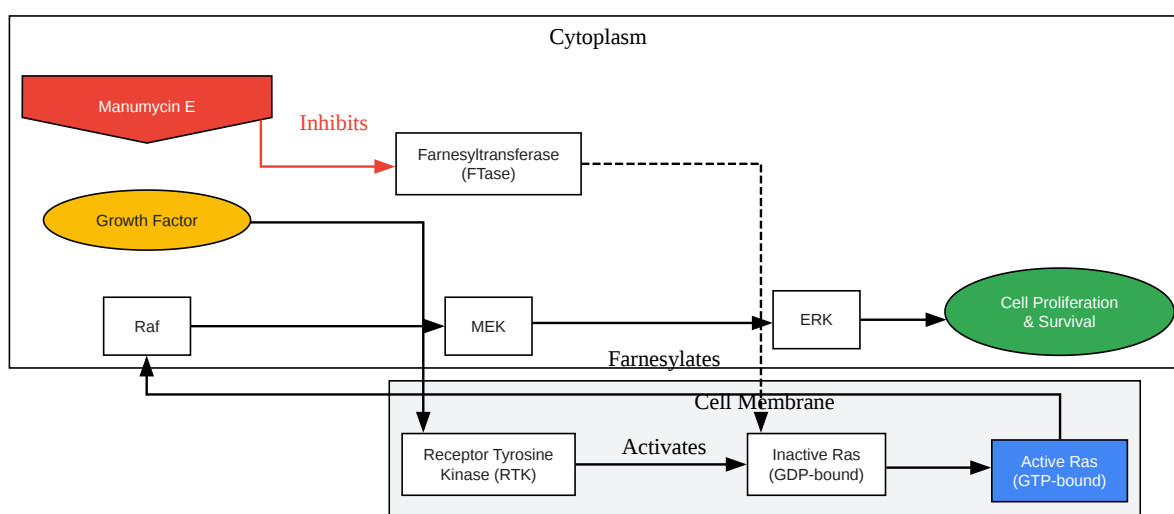 Cytoplasm
Manumycin E
Inhibits
Farnesyltransferase
(FTase)
Growth Factor
Raf
MEK
ERK
Cell Proliferation
& Survival
Farnesylates
Cell Membrane
Receptor Tyrosine
Kinase (RTK)
Activates
Inactive Ras
(GDP-bound)
Active Ras
(GTP-bound)